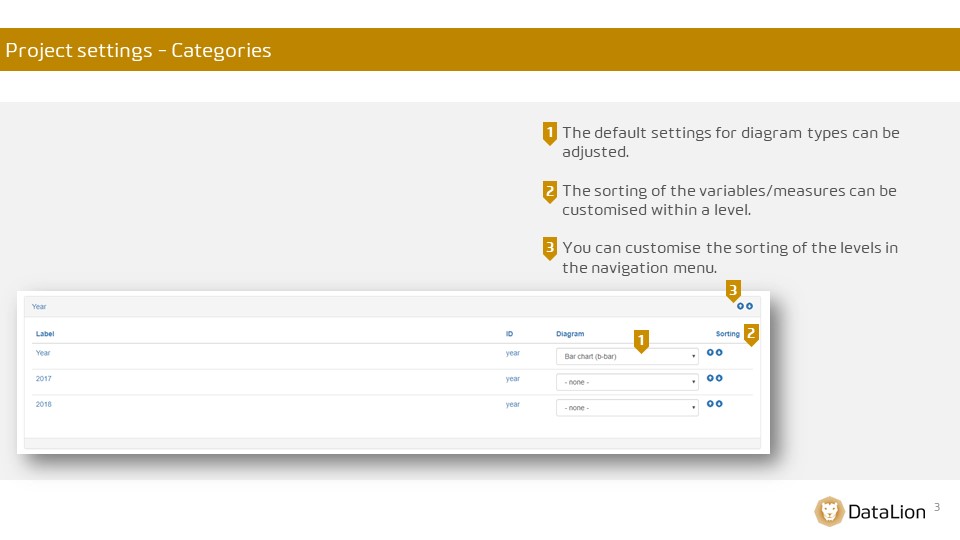 Project settings – Categories
1 The default settings for diagram types can be
adjusted.
2 The sorting of the variables/measures can be
customised within a level.
3 You can customise the sorting of the levels in
the navigation menu.
3
Year
Label ID Diagram Sorting 2
1
Year year Bar chart (b-bar)
2017 year - none -
2018 year - none -
DataLion 3